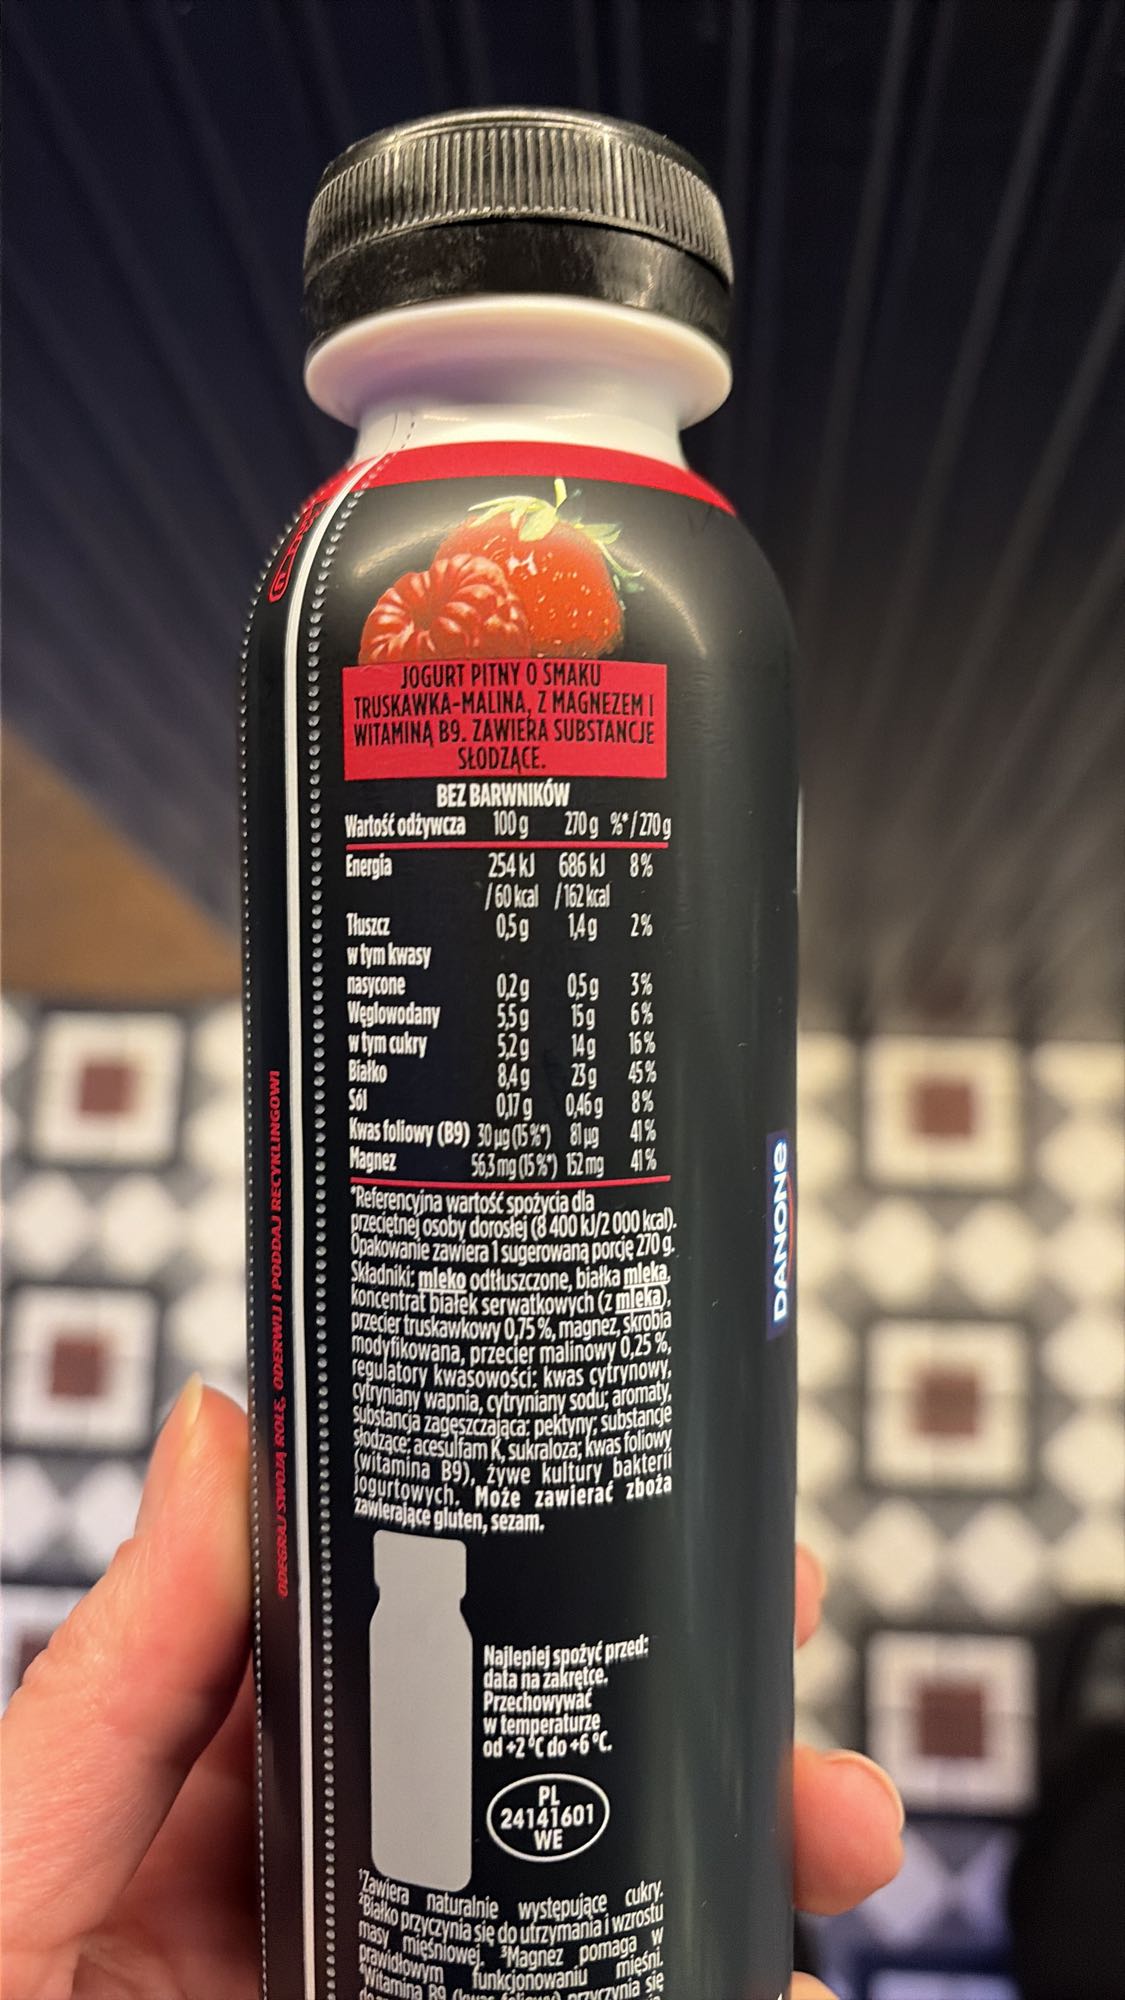 JOGURT PITNY O SMAKU
TRUSKAWKA-MALINA, Z MAGNEZEM I
WITAMINĄ B9. ZAWIERA SUBSTANCJE
SŁODZĄCE.
BEZ BARWNIKÓW
Wartość odżywcza 100 g 270 g %*/270 g
Energia 254 kJ 686 kJ 8%
/60 kcal /162 kcal
Tłuszcz 0,5 g 1,4 g 2%
w tym kwasy
nasycone 0,2 g 0,5 g 3%
Węglowodany 5,5 g 15 g 6%
w tym cukry 5,2 g 14 g 16%
Białko 8,4 g 23 g 45%
Sól 0,17 g 0,46 g 8%
Kwas foliowy (B9) 30 µg (15 %*) 81 µg 41%
Magnez 56,3 mg (15 %*) 152 mg 41%
*Referencyjna wartość spożycia dla
przeciętnej osoby dorosłej (8 400 kJ/2 000 kcal).
Opakowanie zawiera 1 sugerowaną porcję 270 g.
Składniki: mleko odtłuszczone, białka mleka,
koncentrat białek serwatkowych (z mleka),
przecier truskawkowy 0,75 %, magnez, skrobia
modyfikowana, przecier malinowy 0,25 %,
regulatory kwasowości: kwas cytrynowy,
cytryniany wapnia, cytryniany sodu; aromaty,
substancja zagęszczająca: pektyny; substancje
słodzące: acesulfam K, sukraloza; kwas foliowy
(witamina B9), żywe kultury bakterii
jogurtowych. Może zawierać zboża
zawierające gluten, sezam.
Najlepiej spożyć przed:
data na zakrętce.
Przechowywać
w temperaturze
od +2 °C do +6 °C.
PL
24141601
WE
¹Zawiera naturalnie występujące cukry.
²Białko przyczynia się do utrzymania i wzrostu
masy mięśniowej. ³Magnez pomaga w
prawidłowym funkcjonowaniu mięśni.
⁴Witamina B9 (kwas foliowy) przyczynia się
ODEGRAJ SWOJĄ ROLĘ, ODERWIJ I PODDAJ RECYKLINGOWI
DANONE